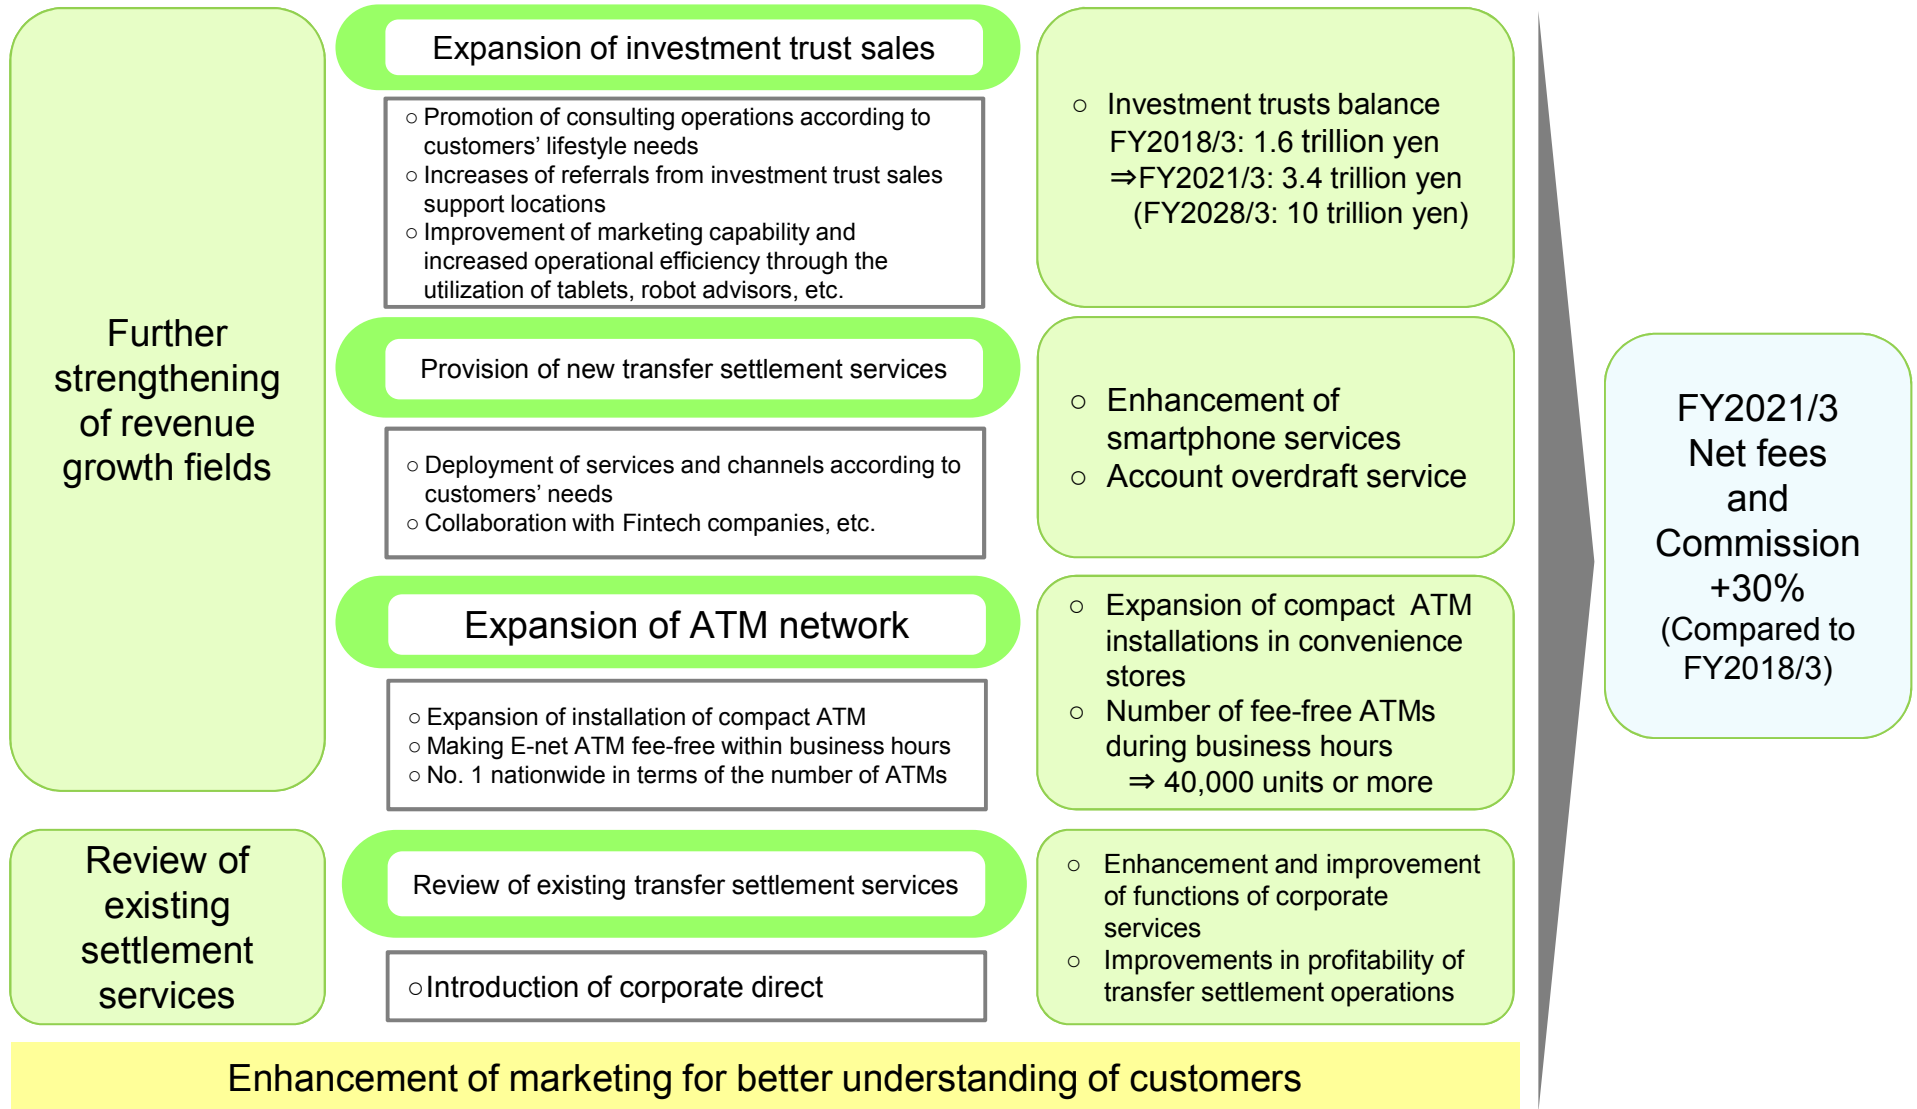 Further
strengthening
of revenue
growth fields
Expansion of investment trust sales
○ Promotion of consulting operations according to
customers’ lifestyle needs
○ Increases of referrals from investment trust sales
support locations
○ Improvement of marketing capability and
increased operational efficiency through the
utilization of tablets, robot advisors, etc.
○ Investment trusts balance
FY2018/3: 1.6 trillion yen
⇒FY2021/3: 3.4 trillion yen
(FY2028/3: 10 trillion yen)
Provision of new transfer settlement services
○ Deployment of services and channels according to
customers’ needs
○ Collaboration with Fintech companies, etc.
○ Enhancement of
smartphone services
○ Account overdraft service
Expansion of ATM network
○ Expansion of installation of compact ATM
○ Making E-net ATM fee-free within business hours
○ No. 1 nationwide in terms of the number of ATMs
○ Expansion of compact ATM
installations in convenience
stores
○ Number of fee-free ATMs
during business hours
⇒ 40,000 units or more
Review of
existing
settlement
services
Review of existing transfer settlement services
○Introduction of corporate direct
○ Enhancement and improvement
of functions of corporate
services
○ Improvements in profitability of
transfer settlement operations
FY2021/3
Net fees
and
Commission
+30%
(Compared to
FY2018/3)
Enhancement of marketing for better understanding of customers